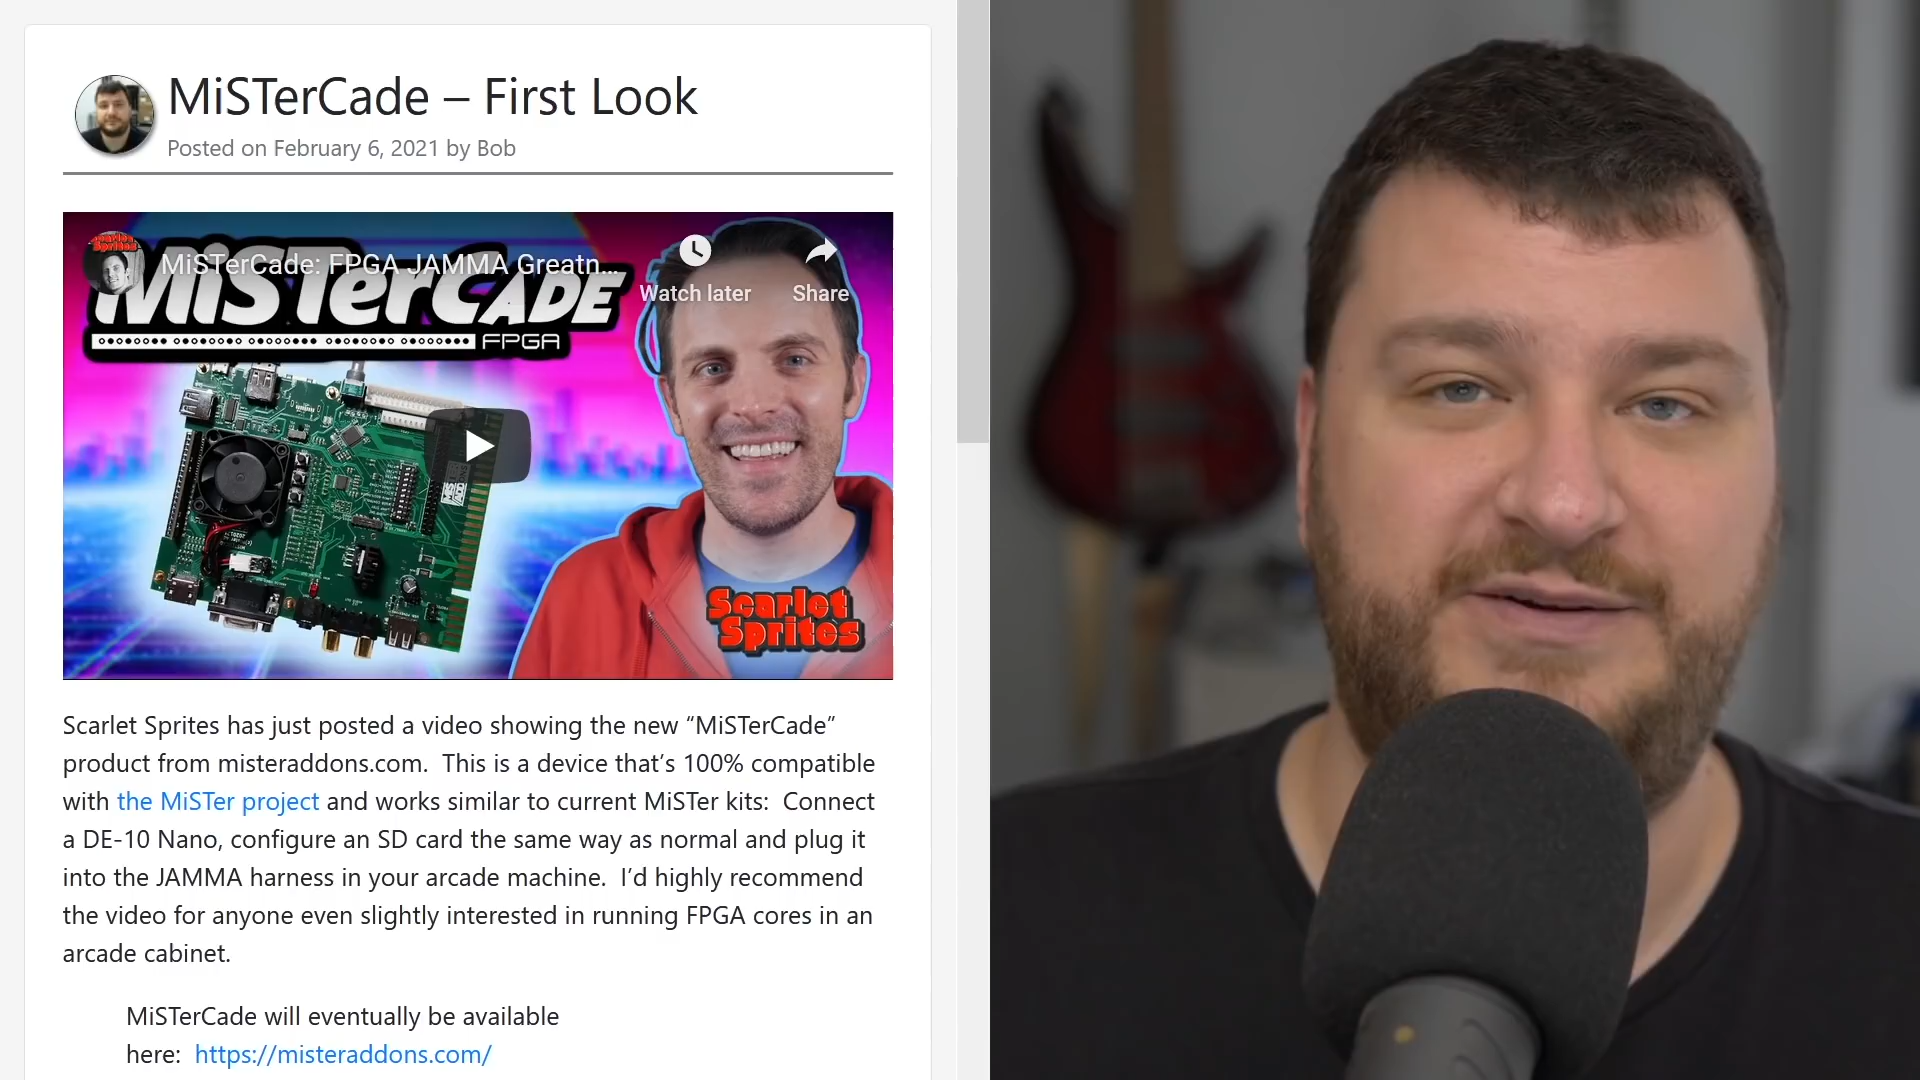 MiSTerCade – First Look
Posted on February 6, 2021 by Bob
Scarlet Sprites
MiSTerCade: FPGA JAMMA Greatn...
Watch later
Share
MiSTerCADE
FPGA
Scarlet
Sprites
Scarlet Sprites has just posted a video showing the new “MiSTerCade”
product from misteraddons.com.  This is a device that’s 100% compatible
with the MiSTer project and works similar to current MiSTer kits:  Connect
a DE-10 Nano, configure an SD card the same way as normal and plug it
into the JAMMA harness in your arcade machine.  I’d highly recommend
the video for anyone even slightly interested in running FPGA cores in an
arcade cabinet.
MiSTerCade will eventually be available
here:  https://misteraddons.com/